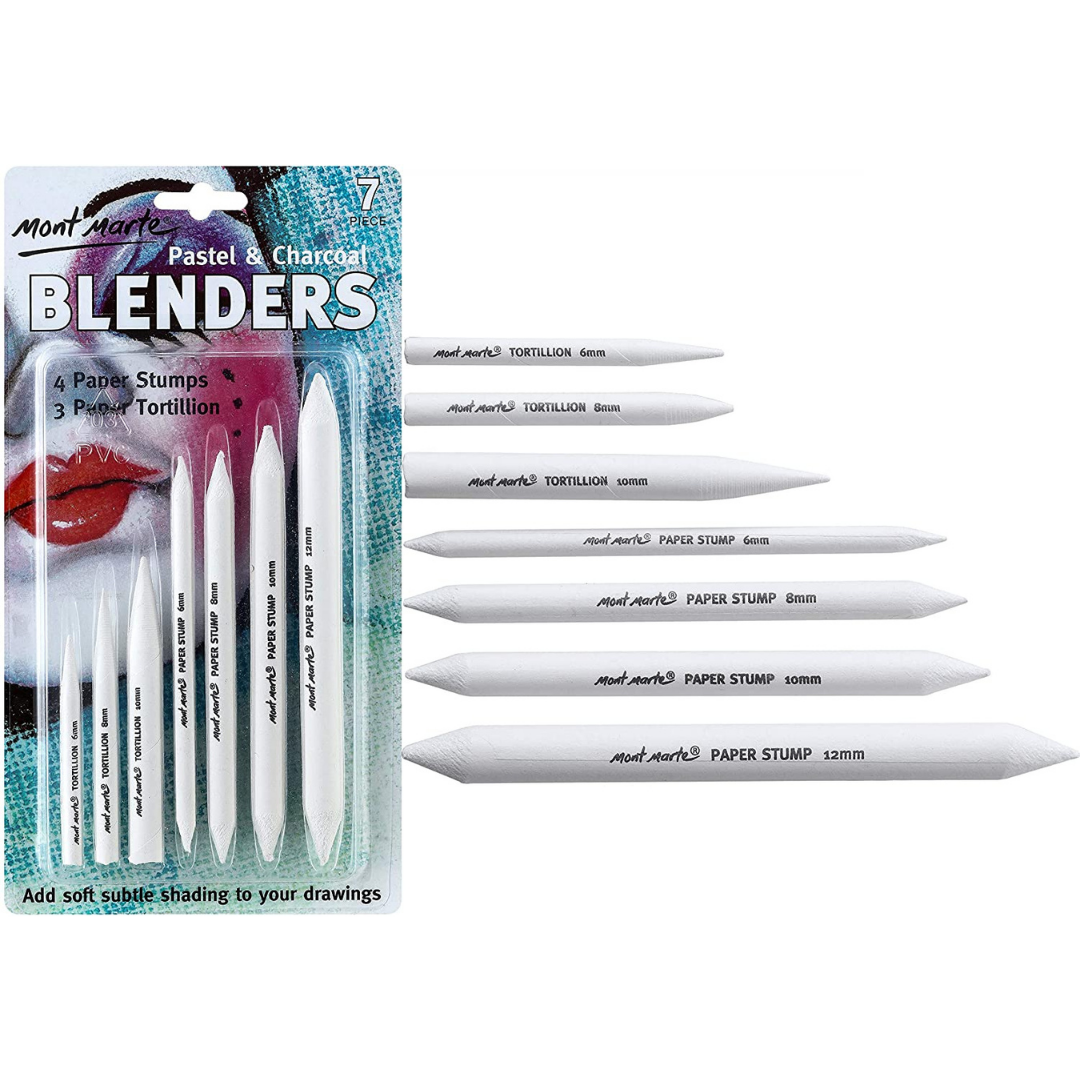 Mont Marte
7
PIECE
Pastel & Charcoal
BLENDERS
4 Paper Stumps
3 Paper Tortillion
03
PVC
Mont Marte® TORTILLION 6mm
Mont Marte® TORTILLION 8mm
Mont Marte® TORTILLION 10mm
Mont Marte® PAPER STUMP 6mm
Mont Marte® PAPER STUMP 8mm
Mont Marte® PAPER STUMP 10mm
Mont Marte® PAPER STUMP 12mm
Add soft subtle shading to your drawings
Mont Marte® TORTILLION 6mm
Mont Marte® TORTILLION 8mm
Mont Marte® TORTILLION 10mm
Mont Marte® PAPER STUMP 6mm
Mont Marte® PAPER STUMP 8mm
Mont Marte® PAPER STUMP 10mm
Mont Marte® PAPER STUMP 12mm